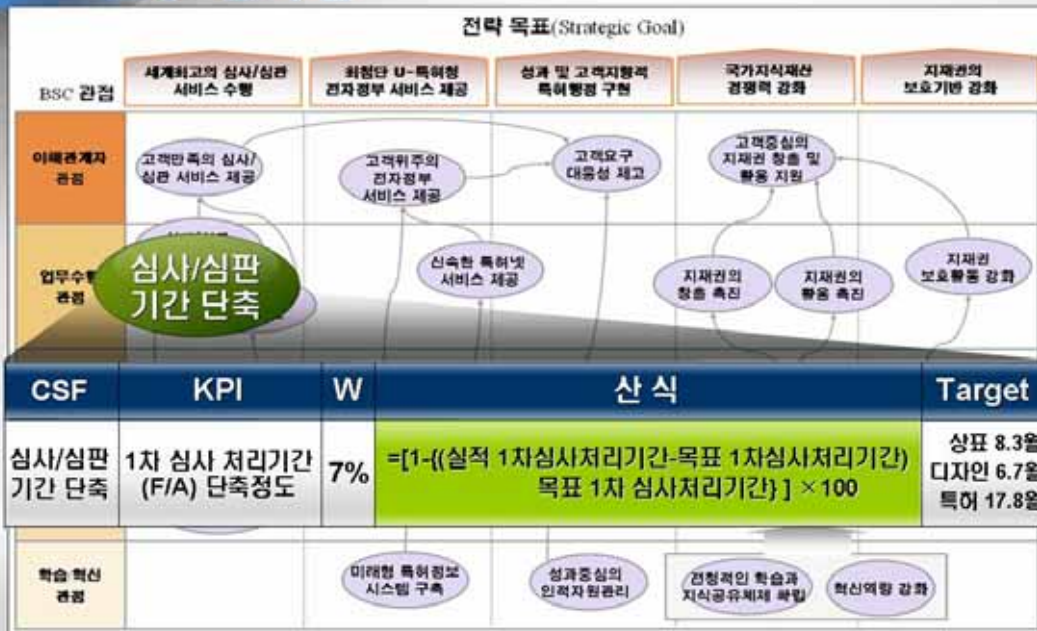 전략 목표(Strategic Goal)
BSC 관점
세계최고의 심사/심판
서비스 수행
최첨단 U-특허청
전자정부 서비스 제공
성과 및 고객지향적
특허행정 구현
국가지식재산
경쟁력 강화
지재권의
보호기반 강화
이해관계자
관점
고객만족의 심사/
심판 서비스 제공
고객위주의
전자정부
서비스 제공
고객요구
대응성 제고
고객중심의
지재권 창출 및
활용 지원
업무수행
관점
심사/심판
기간 단축
신속한 특허넷
서비스 제공
지재권의
창출 촉진
지재권의
활용 촉진
지재권
보호활동 강화
CSF
KPI
W
산 식
Target
심사/심판
기간 단축
1차 심사 처리기간
(F/A) 단축정도
7%
=[1-{(실적 1차심사처리기간-목표 1차심사처리기간)
목표 1차 심사처리기간} ] ×100
상표 8.3월
디자인 6.7월
특허 17.8월
학습 혁신
관점
미래형 특허정보
시스템 구축
성과중심의
인적자원관리
전청적인 학습과
지식공유체제 확립
혁신역량 강화